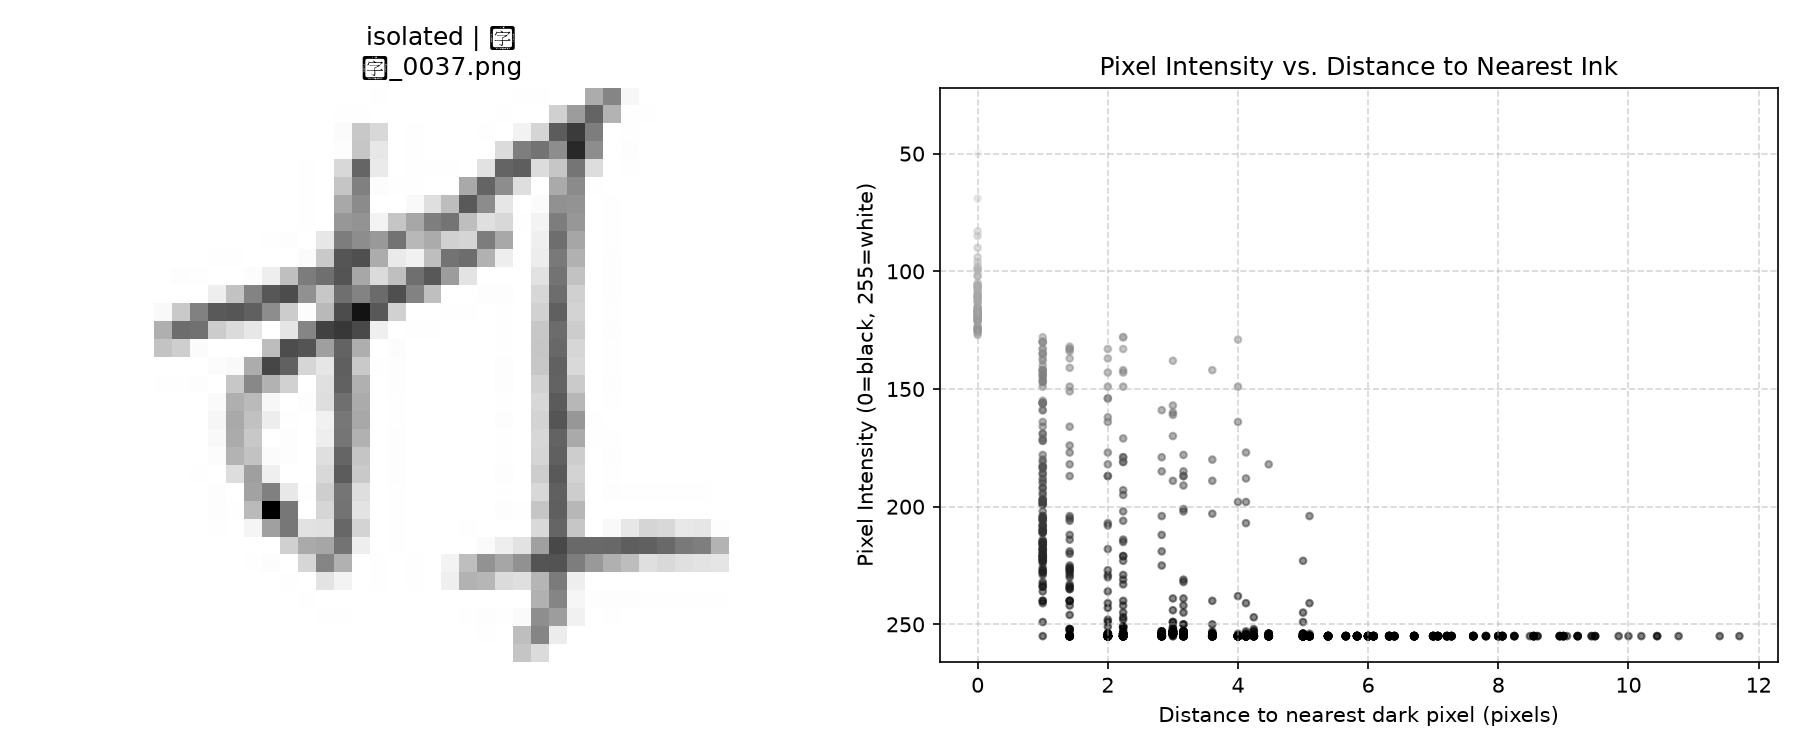 isolated |
_0037.png
Pixel Intensity vs. Distance to Nearest Ink
50
100
150
200
250
Pixel Intensity (0=black, 255=white)
0 2 4 6 8 10 12
Distance to nearest dark pixel (pixels)